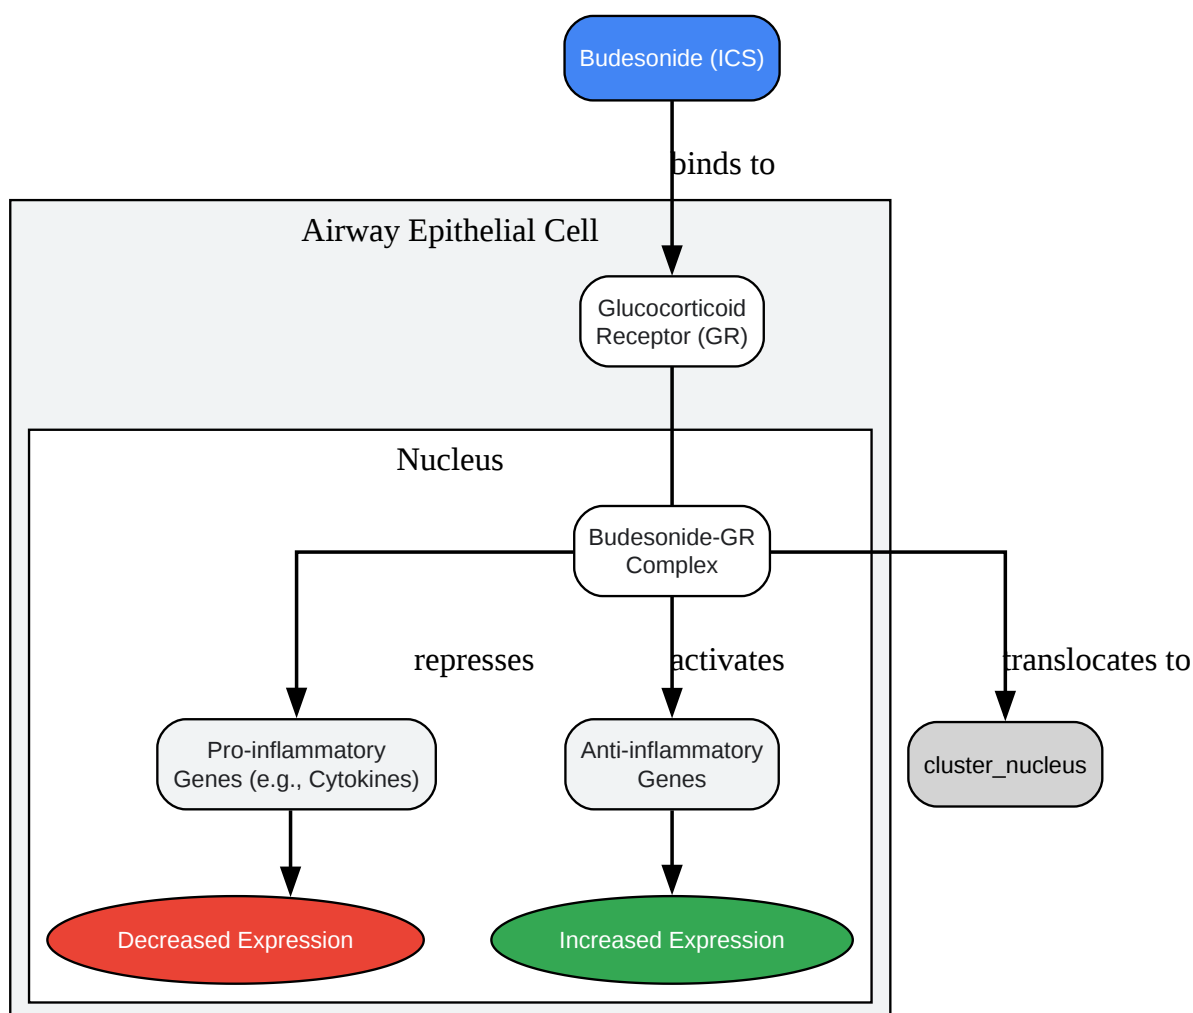 Budesonide (ICS)
binds to
Airway Epithelial Cell
Glucocorticoid
Receptor (GR)
Nucleus
Budesonide-GR
Complex
represses
activates
translocates to
Pro-inflammatory
Genes (e.g., Cytokines)
Anti-inflammatory
Genes
cluster_nucleus
Decreased Expression
Increased Expression